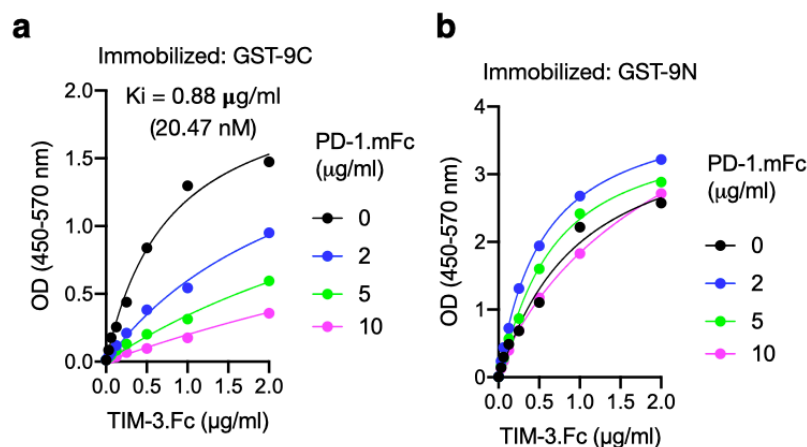 a
Immobilized: GST-9C
Ki = 0.88 μg/ml
(20.47 nM)
OD (450-570 nm)
2.0
1.5
1.0
0.5
0.0
0.0 0.5 1.0 1.5 2.0
TIM-3.Fc (μg/ml)
PD-1.mFc
(μg/ml)
0
2
5
10
b
Immobilized: GST-9N
OD (450-570 nm)
4
3
2
1
0
0.0 0.5 1.0 1.5 2.0
TIM-3.Fc (μg/ml)
PD-1.mFc
(μg/ml)
0
2
5
10